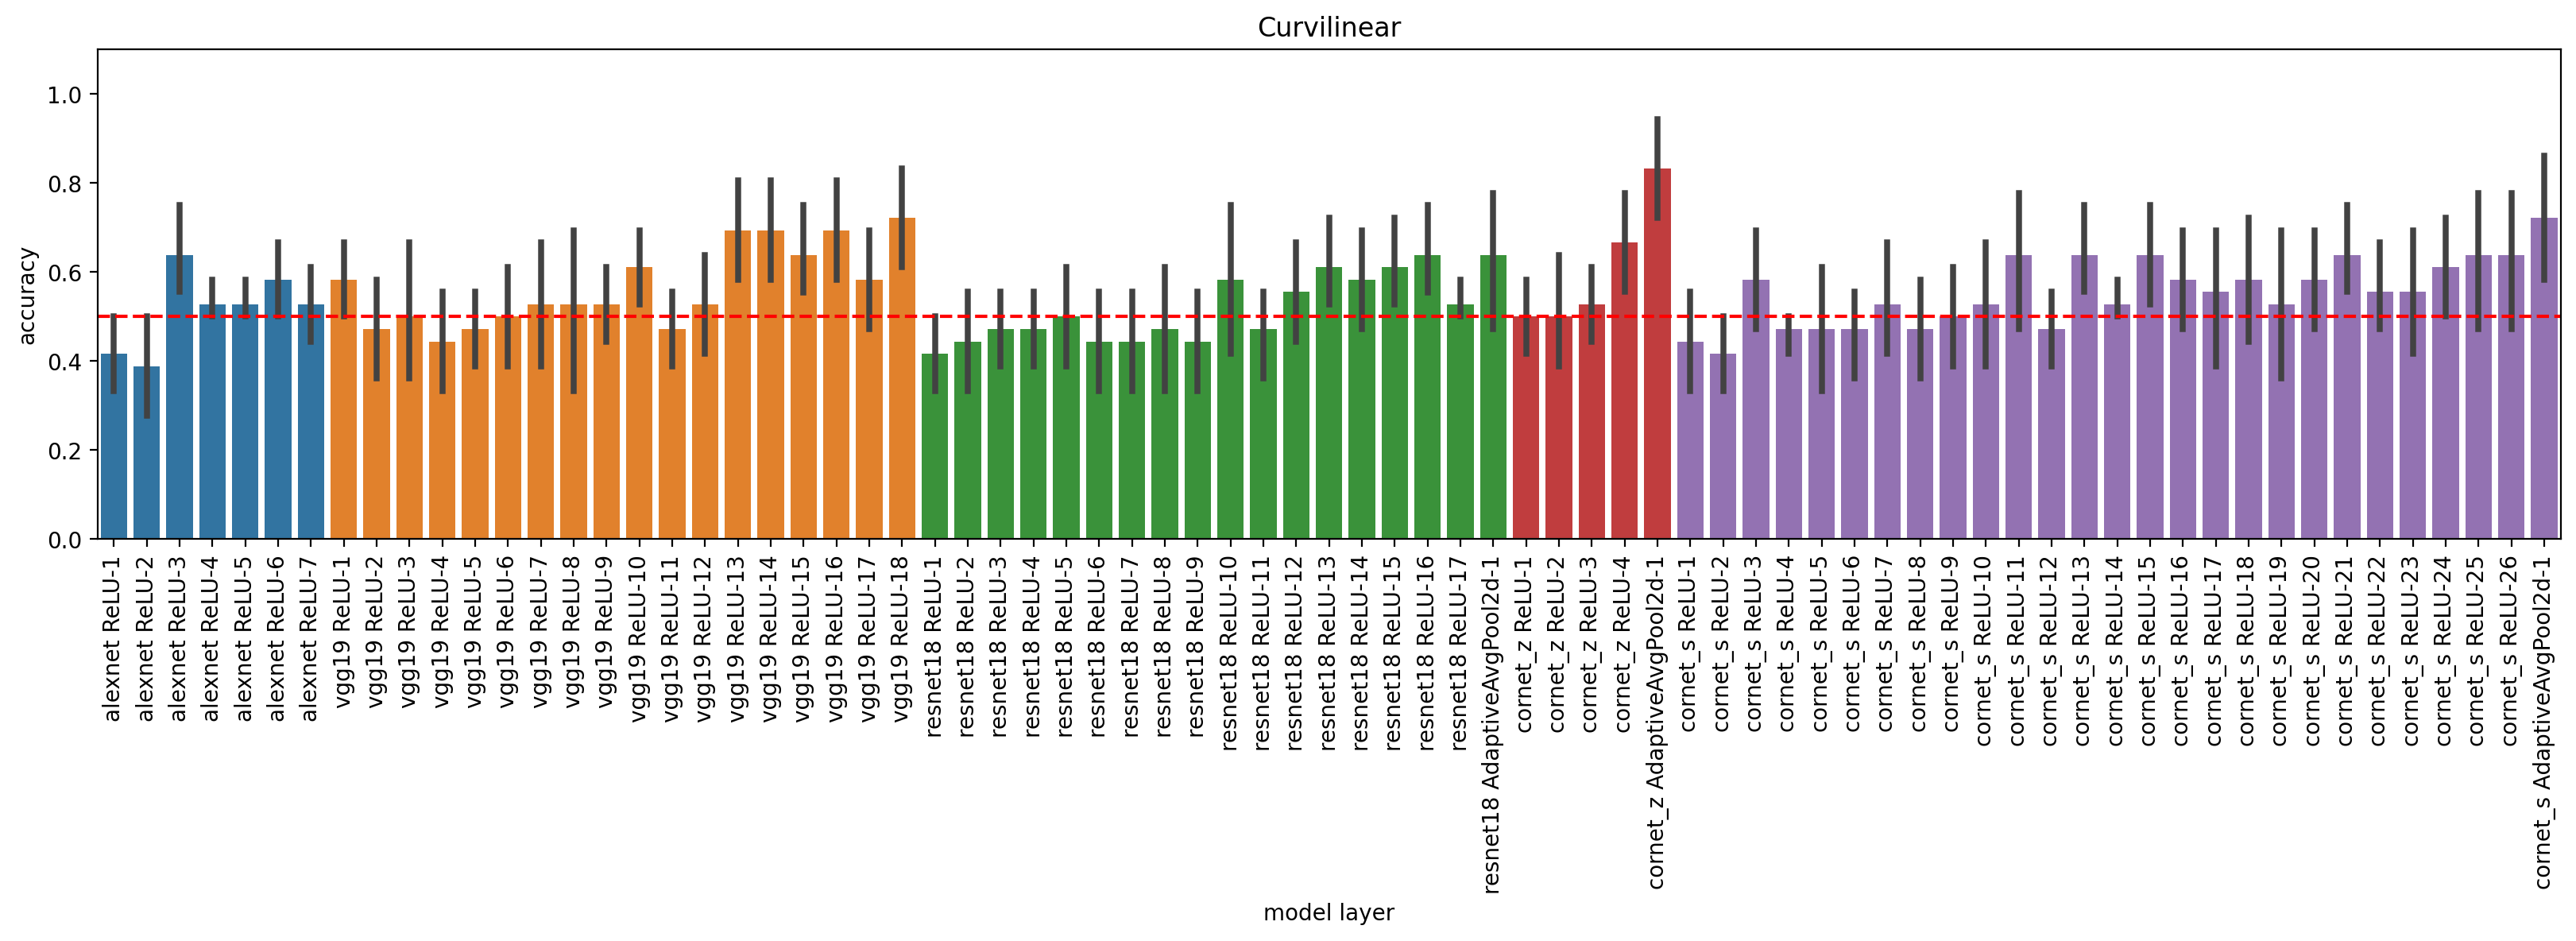 Curvilinear
accuracy
1.0
0.8
0.6
0.4
0.2
0.0
alexnet ReLU-1
alexnet ReLU-2
alexnet ReLU-3
alexnet ReLU-4
alexnet ReLU-5
alexnet ReLU-6
alexnet ReLU-7
vgg19 ReLU-1
vgg19 ReLU-2
vgg19 ReLU-3
vgg19 ReLU-4
vgg19 ReLU-5
vgg19 ReLU-6
vgg19 ReLU-7
vgg19 ReLU-8
vgg19 ReLU-9
vgg19 ReLU-10
vgg19 ReLU-11
vgg19 ReLU-12
vgg19 ReLU-13
vgg19 ReLU-14
vgg19 ReLU-15
vgg19 ReLU-16
vgg19 ReLU-17
vgg19 ReLU-18
resnet18 ReLU-1
resnet18 ReLU-2
resnet18 ReLU-3
resnet18 ReLU-4
resnet18 ReLU-5
resnet18 ReLU-6
resnet18 ReLU-7
resnet18 ReLU-8
resnet18 ReLU-9
resnet18 ReLU-10
resnet18 ReLU-11
resnet18 ReLU-12
resnet18 ReLU-13
resnet18 ReLU-14
resnet18 ReLU-15
resnet18 ReLU-16
resnet18 ReLU-17
resnet18 AdaptiveAvgPool2d-1
cornet_z ReLU-1
cornet_z ReLU-2
cornet_z ReLU-3
cornet_z ReLU-4
cornet_z AdaptiveAvgPool2d-1
cornet_s ReLU-1
cornet_s ReLU-2
cornet_s ReLU-3
cornet_s ReLU-4
cornet_s ReLU-5
cornet_s ReLU-6
cornet_s ReLU-7
cornet_s ReLU-8
cornet_s ReLU-9
cornet_s ReLU-10
cornet_s ReLU-11
cornet_s ReLU-12
cornet_s ReLU-13
cornet_s ReLU-14
cornet_s ReLU-15
cornet_s ReLU-16
cornet_s ReLU-17
cornet_s ReLU-18
cornet_s ReLU-19
cornet_s ReLU-20
cornet_s ReLU-21
cornet_s ReLU-22
cornet_s ReLU-23
cornet_s ReLU-24
cornet_s ReLU-25
cornet_s ReLU-26
cornet_s AdaptiveAvgPool2d-1
model layer